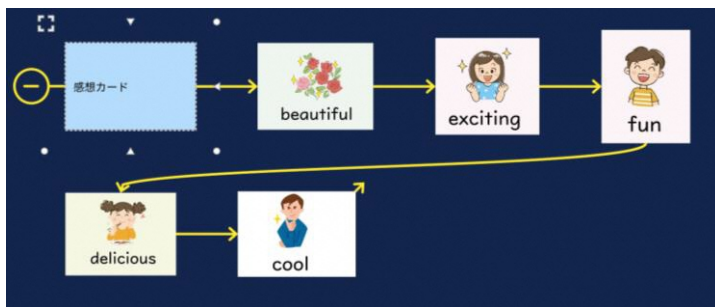 感想カード
beautiful
exciting
fun
delicious
cool